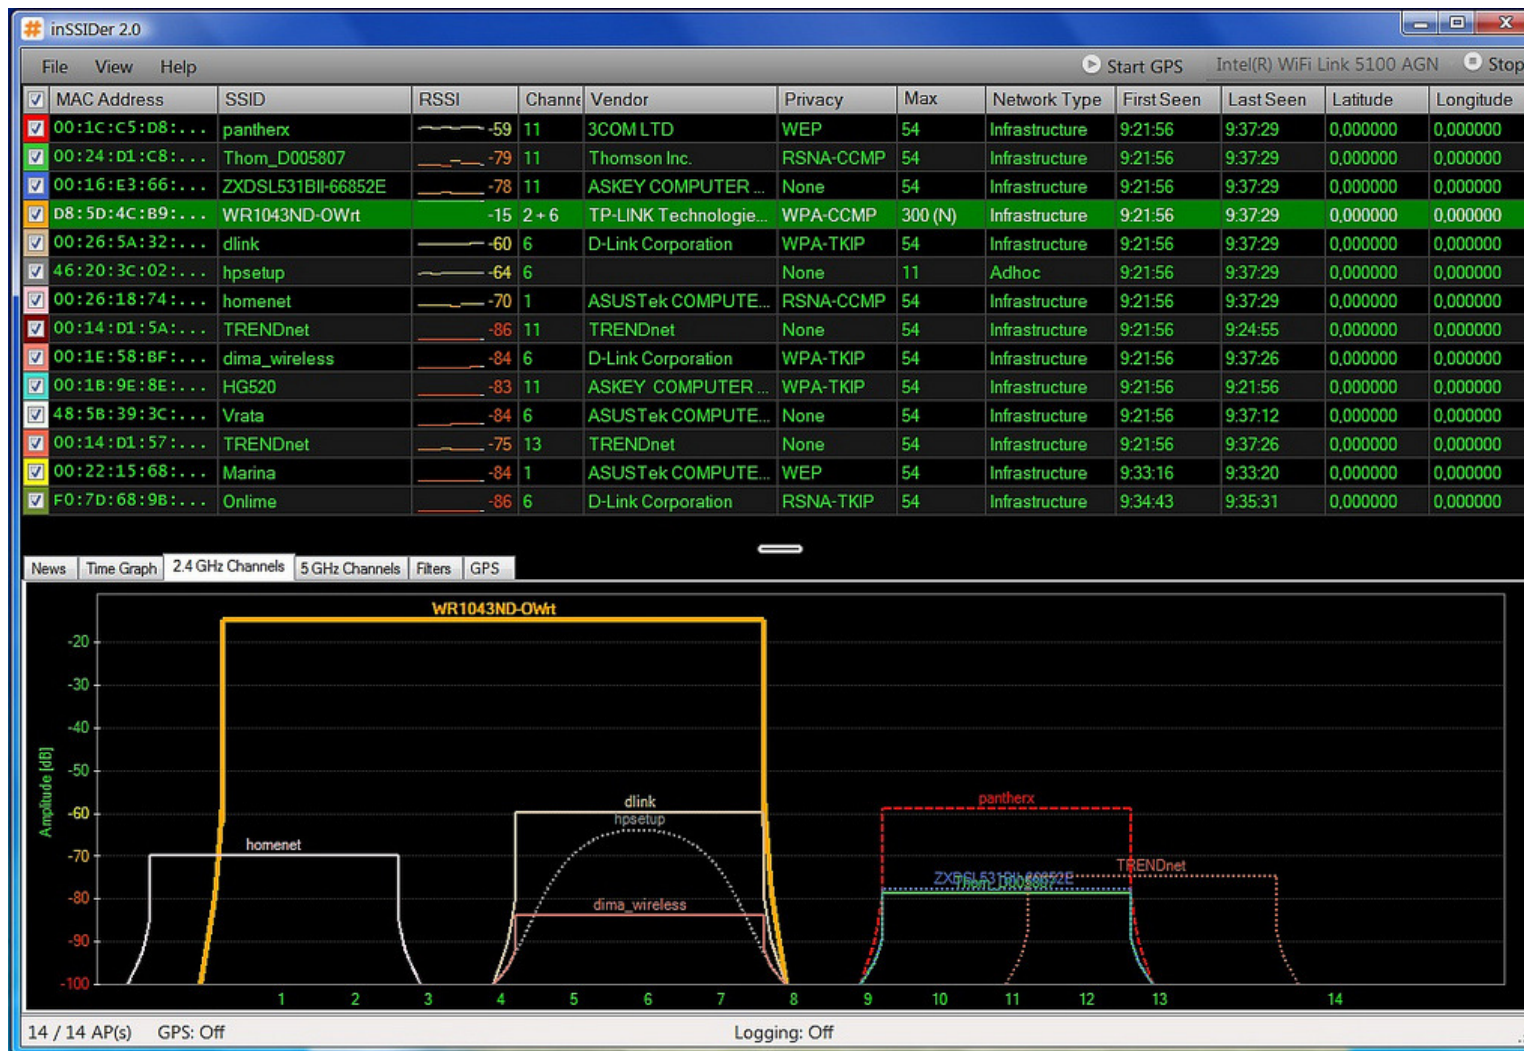 inSSIDer 2.0
File View Help Start GPS Intel(R) WiFi Link 5100 AGN Stop
MAC Address SSID RSSI Channe Vendor Privacy Max Network Type First Seen Last Seen Latitude Longitude
00:1C:C5:D8:... pantherx -59 11 3COM LTD WEP 54 Infrastructure 9:21:56 9:37:29 0,000000 0,000000
00:24:D1:C8:... Thom_D005807 -79 11 Thomson Inc. RSNA-CCMP 54 Infrastructure 9:21:56 9:37:29 0,000000 0,000000
00:16:E3:66:... ZXDSL531BII-66852E -78 11 ASKEY COMPUTER ... None 54 Infrastructure 9:21:56 9:37:29 0,000000 0,000000
D8:5D:4C:B9:... WR1043ND-OWrt -15 2 + 6 TP-LINK Technologie... WPA-CCMP 300 (N) Infrastructure 9:21:56 9:37:29 0,000000 0,000000
00:26:5A:32:... dlink -60 6 D-Link Corporation WPA-TKIP 54 Infrastructure 9:21:56 9:37:29 0,000000 0,000000
46:20:3C:02:... hpsetup -64 6 None 11 Adhoc 9:21:56 9:37:29 0,000000 0,000000
00:26:18:74:... homenet -70 1 ASUSTek COMPUTE... RSNA-CCMP 54 Infrastructure 9:21:56 9:37:29 0,000000 0,000000
00:14:D1:5A:... TRENDnet -86 11 TRENDnet None 54 Infrastructure 9:21:56 9:24:55 0,000000 0,000000
00:1E:58:BF:... dima_wireless -84 6 D-Link Corporation WPA-TKIP 54 Infrastructure 9:21:56 9:37:26 0,000000 0,000000
00:1B:9E:8E:... HG520 -83 11 ASKEY COMPUTER ... WPA-TKIP 54 Infrastructure 9:21:56 9:21:56 0,000000 0,000000
48:5B:39:3C:... Vrata -84 6 ASUSTek COMPUTE... None 54 Infrastructure 9:21:56 9:37:12 0,000000 0,000000
00:14:D1:57:... TRENDnet -75 13 TRENDnet None 54 Infrastructure 9:21:56 9:37:26 0,000000 0,000000
00:22:15:68:... Marina -84 1 ASUSTek COMPUTE... WEP 54 Infrastructure 9:33:16 9:33:20 0,000000 0,000000
F0:7D:68:9B:... Onlime -86 6 D-Link Corporation RSNA-TKIP 54 Infrastructure 9:34:43 9:35:31 0,000000 0,000000
News Time Graph 2.4 GHz Channels 5 GHz Channels Filters GPS
WR1043ND-OWrt
-20
-30
-40
-50
-60
-70
-80
-90
-100
Amplitude [dB]
dlink
pantherx
hpsetup
homenet
TRENDnet
ZXDSL531BII-66852E
Thom_D005807
dima_wireless
1 2 3 4 5 6 7 8 9 10 11 12 13 14
14 / 14 AP(s) GPS: Off Logging: Off